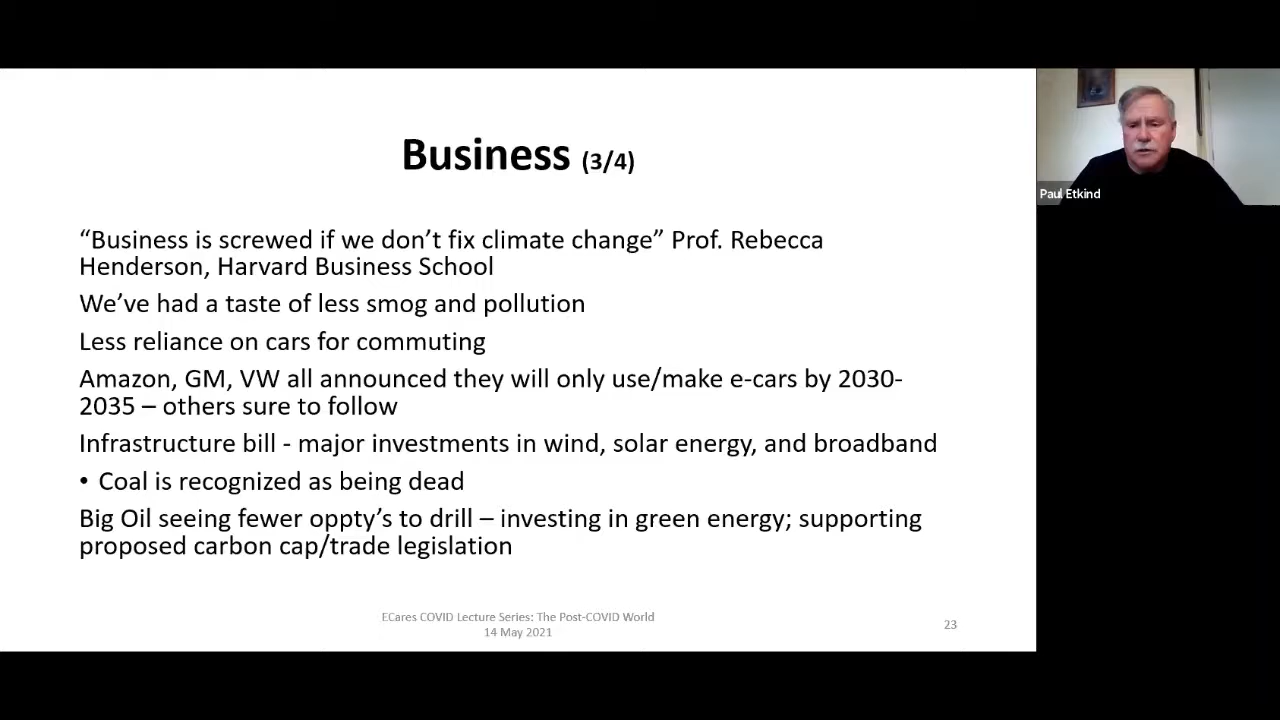 Business (3/4)
“Business is screwed if we don’t fix climate change” Prof. Rebecca
Henderson, Harvard Business School
We’ve had a taste of less smog and pollution
Less reliance on cars for commuting
Amazon, GM, VW all announced they will only use/make e-cars by 2030-
2035 – others sure to follow
Infrastructure bill - major investments in wind, solar energy, and broadband
• Coal is recognized as being dead
Big Oil seeing fewer oppty’s to drill – investing in green energy; supporting
proposed carbon cap/trade legislation
ECares COVID Lecture Series: The Post-COVID World
14 May 2021
23
Paul Etkind